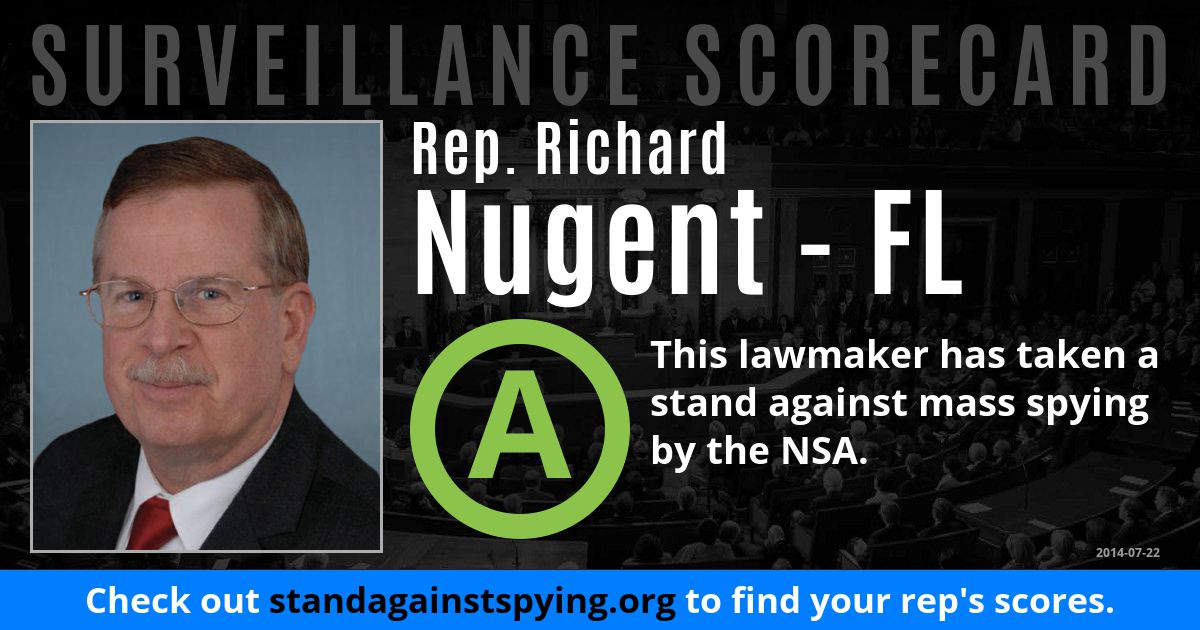 SURVEILLANCE SCORECARD
Rep. Richard
Nugent - FL
A
This lawmaker has taken a
stand against mass spying
by the NSA.
2014-07-22
Check out standagainstspying.org to find your rep's scores.